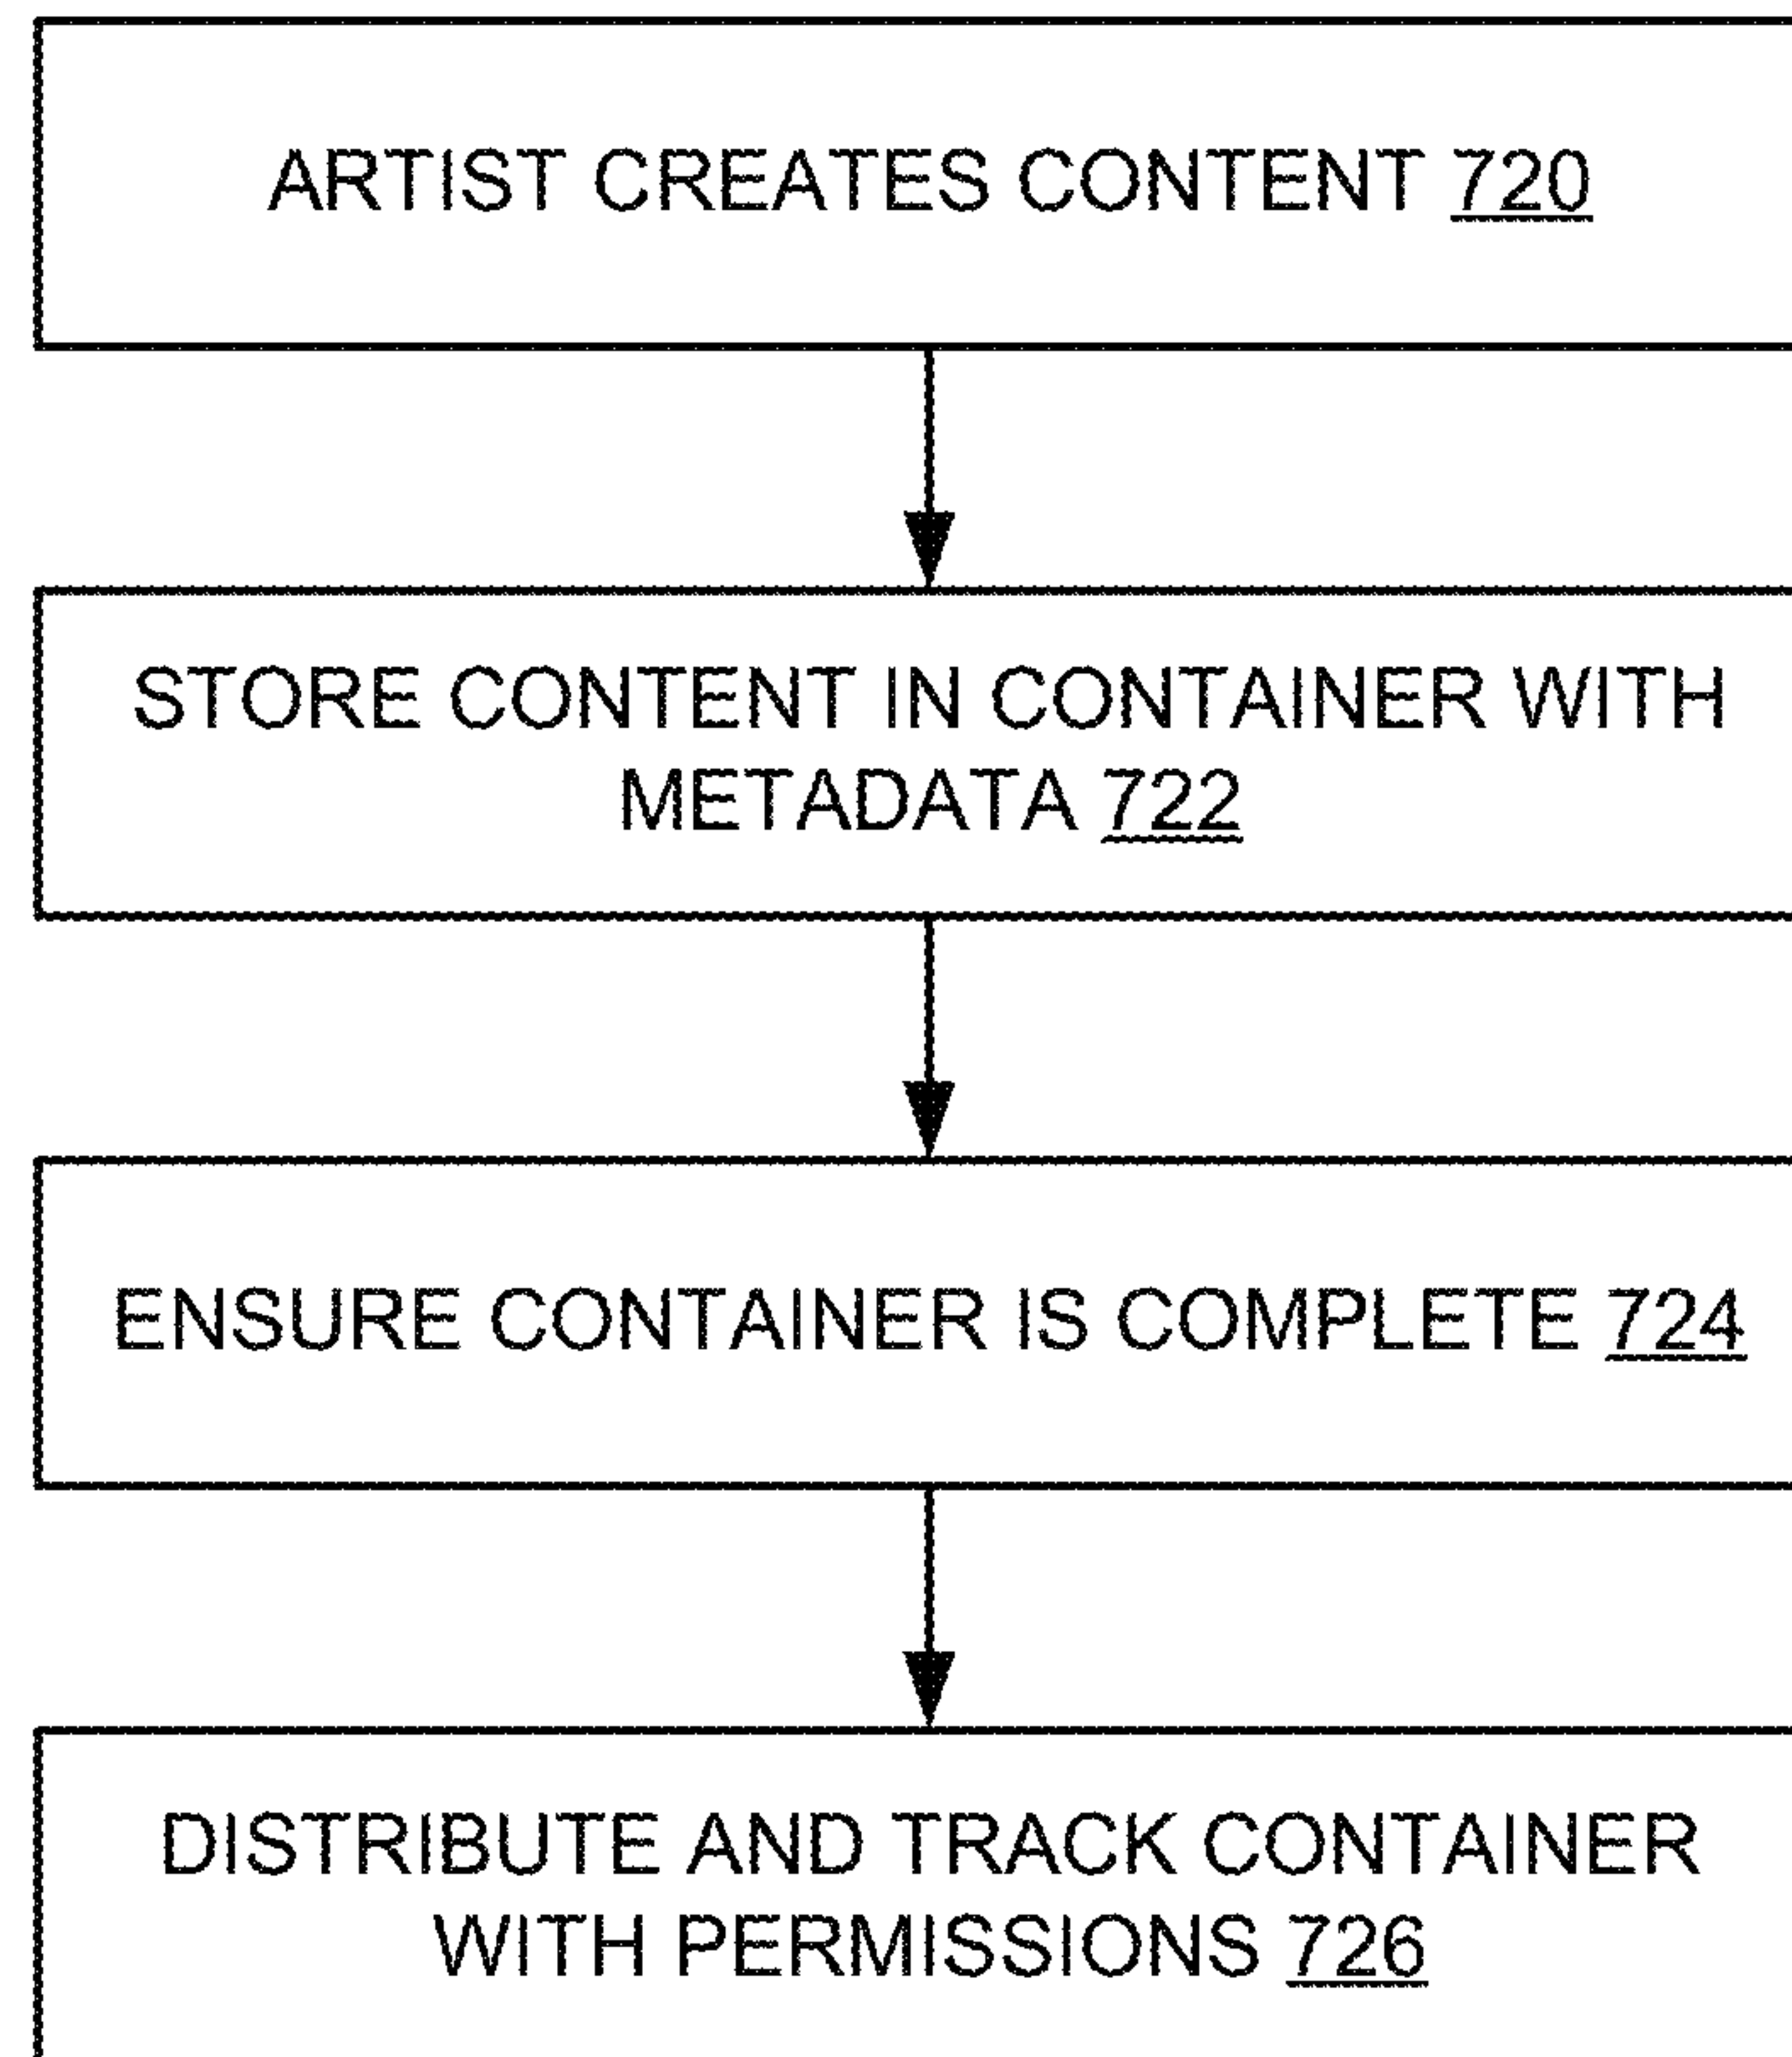 ARTIST CREATES CONTENT 720
STORE CONTENT IN CONTAINER WITH
METADATA 722
ENSURE CONTAINER IS COMPLETE 724
DISTRIBUTE AND TRACK CONTAINER
WITH PERMISSIONS 726